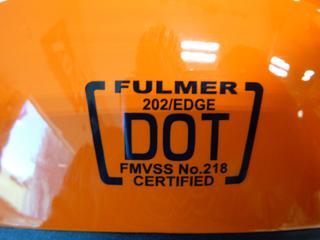 FULMER
202/EDGE
DOT
FMVSS No.218
CERTIFIED